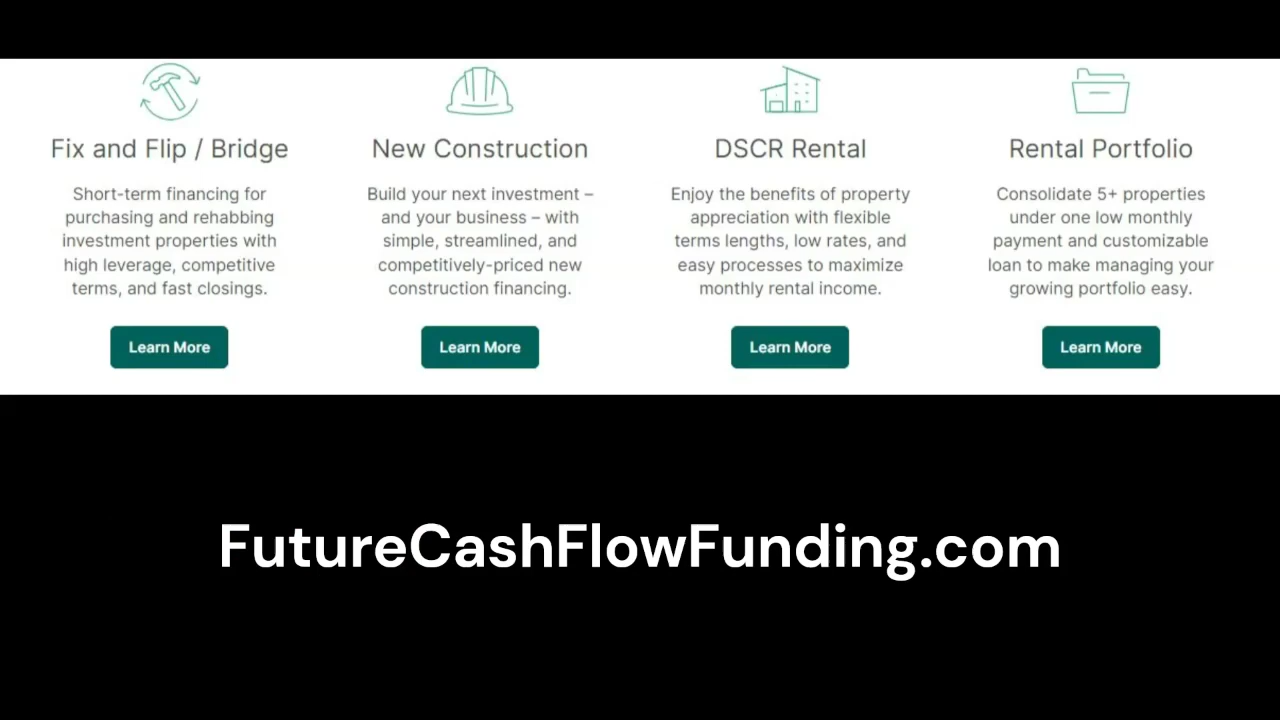 Fix and Flip / Bridge
Short-term financing for
purchasing and rehabbing
investment properties with
high leverage, competitive
terms, and fast closings.
Learn More
New Construction
Build your next investment –
and your business – with
simple, streamlined, and
competitively-priced new
construction financing.
Learn More
DSCR Rental
Enjoy the benefits of property
appreciation with flexible
terms lengths, low rates, and
easy processes to maximize
monthly rental income.
Learn More
Rental Portfolio
Consolidate 5+ properties
under one low monthly
payment and customizable
loan to make managing your
growing portfolio easy.
Learn More
FutureCashFlowFunding.com